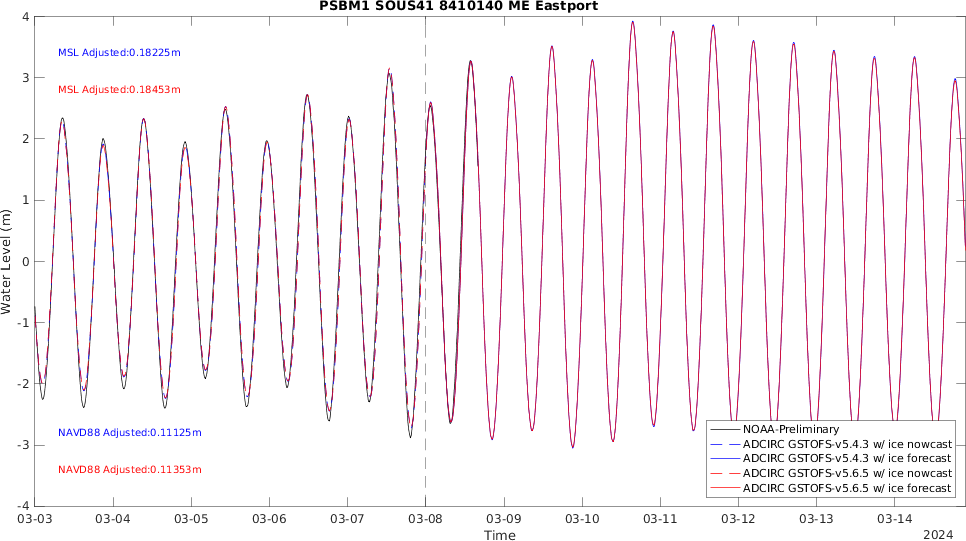 PSBM1 SOUS41 8410140 ME Eastport
MSL Adjusted:0.18225m
MSL Adjusted:0.18453m
NAVD88 Adjusted:0.11125m
NAVD88 Adjusted:0.11353m
Water Level (m)
4
3
2
1
0
-1
-2
-3
-4
NOAA-Preliminary
ADCIRC GSTOFS-v5.4.3 w/ ice nowcast
ADCIRC GSTOFS-v5.4.3 w/ ice forecast
ADCIRC GSTOFS-v5.6.5 w/ ice nowcast
ADCIRC GSTOFS-v5.6.5 w/ ice forecast
03-03 03-04 03-05 03-06 03-07 03-08 03-09 03-10 03-11 03-12 03-13 03-14
Time
2024